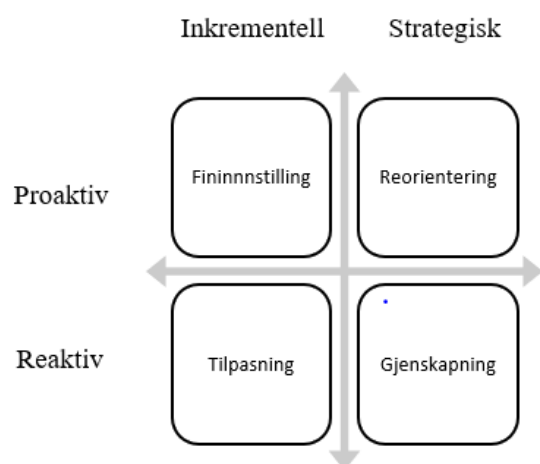 Inkrementell Strategisk
Proaktiv Fininnnstilling Reorientering
Reaktiv Tilpasning Gjenskapning